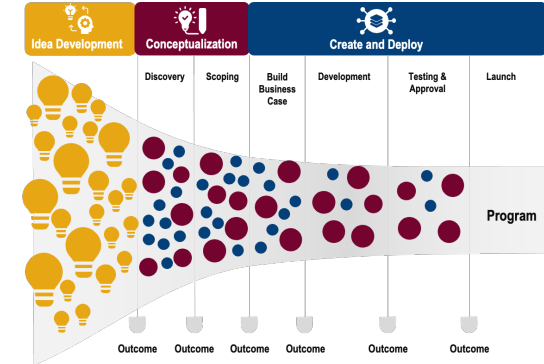 Idea Development
Conceptualization
Create and Deploy
Discovery
Scoping
Build
Business
Case
Development
Testing &
Approval
Launch
Program
Outcome
Outcome
Outcome
Outcome
Outcome
Outcome